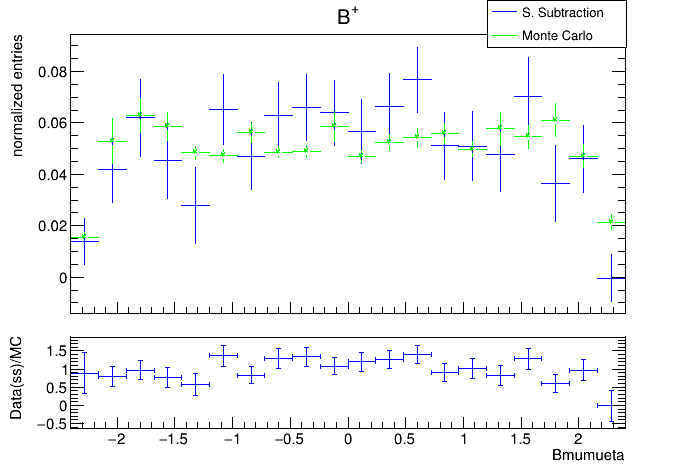 B+
S. Subtraction
Monte Carlo
normalized entries
0.08
0.06
0.04
0.02
0
Data(ss)/MC
1.5
1
0.5
0
−0.5
−2 −1.5 −1 −0.5 0 0.5 1 1.5 2
Bmumueta